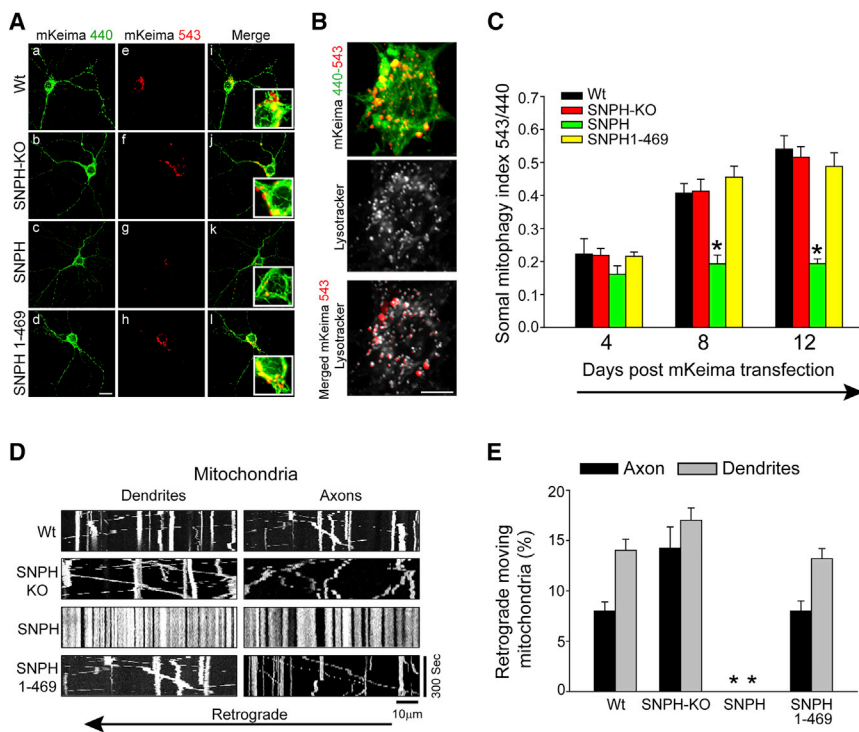 A
mKeima 440 mKeima 543 Merge
Wt
a e i
SNPH-KO
b f j
SNPH
c g k
SNPH 1-469
d h l
B
mKeima 440-543
Lysotracker
Merged mKeima 543
Lysotracker
C
Wt
SNPH-KO
SNPH
SNPH1-469
Somal mitophagy index 543/440
0.7
0.6
0.5
0.4
0.3
0.2
0.1
0.0
* *
4 8 12
Days post mKeima transfection
D
Mitochondria
Dendrites Axons
Wt
SNPH
KO
SNPH
SNPH
1-469
300 Sec
Retrograde
10μm
E
Axon Dendrites
Retrograde moving
mitochondria (%)
20
15
10
5
0
* *
Wt SNPH-KO SNPH SNPH
1-469